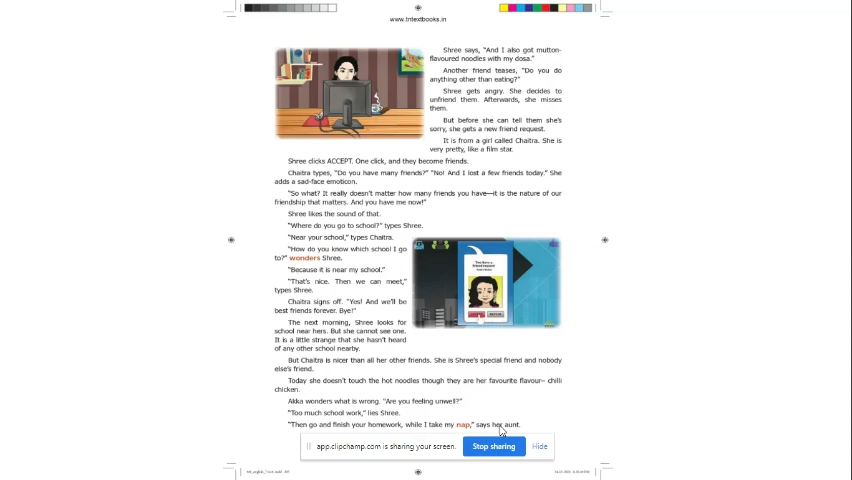 www.tntextbooks.in
Shree says, “And I also got mutton-
flavoured noodles with my dosa.”
Another friend teases, “Do you do
anything other than eating?”
Shree gets angry. She decides to
unfriend them. Afterwards, she misses
them.
But before she can tell them she’s
sorry, she gets a new friend request.
It is from a girl called Chaitra. She is
very pretty, like a film star.
Shree clicks ACCEPT. One click, and they become friends.
Chaitra types, “Do you have many friends?” “No! And I lost a few friends today.” She
adds a sad-face emoticon.
“So what? It really doesn’t matter how many friends you have—it is the nature of our
friendship that matters. And you have me now!”
Shree likes the sound of that.
“Where do you go to school?” types Shree.
“Near your school,” types Chaitra.
“How do you know which school I go
to?” wonders Shree.
“Because it is near my school.”
“That’s nice. Then we can meet,”
types Shree.
Chaitra signs off. “Yes! And we’ll be
best friends forever. Bye!”
The next morning, Shree looks for
school near hers. But she cannot see one.
It is a little strange that she hasn’t heard
of any other school nearby.
You have a
friend request
But Chaitra is nicer than all her other friends. She is Shree’s special friend and nobody
else’s friend.
Today she doesn’t touch the hot noodles though they are her favourite flavour– chilli
chicken.
Akka wonders what is wrong. “Are you feeling unwell?”
“Too much school work,” lies Shree.
“Then go and finish your homework, while I take my nap,” says her aunt.
app.clipchamp.com is sharing your screen.
Stop sharing
Hide